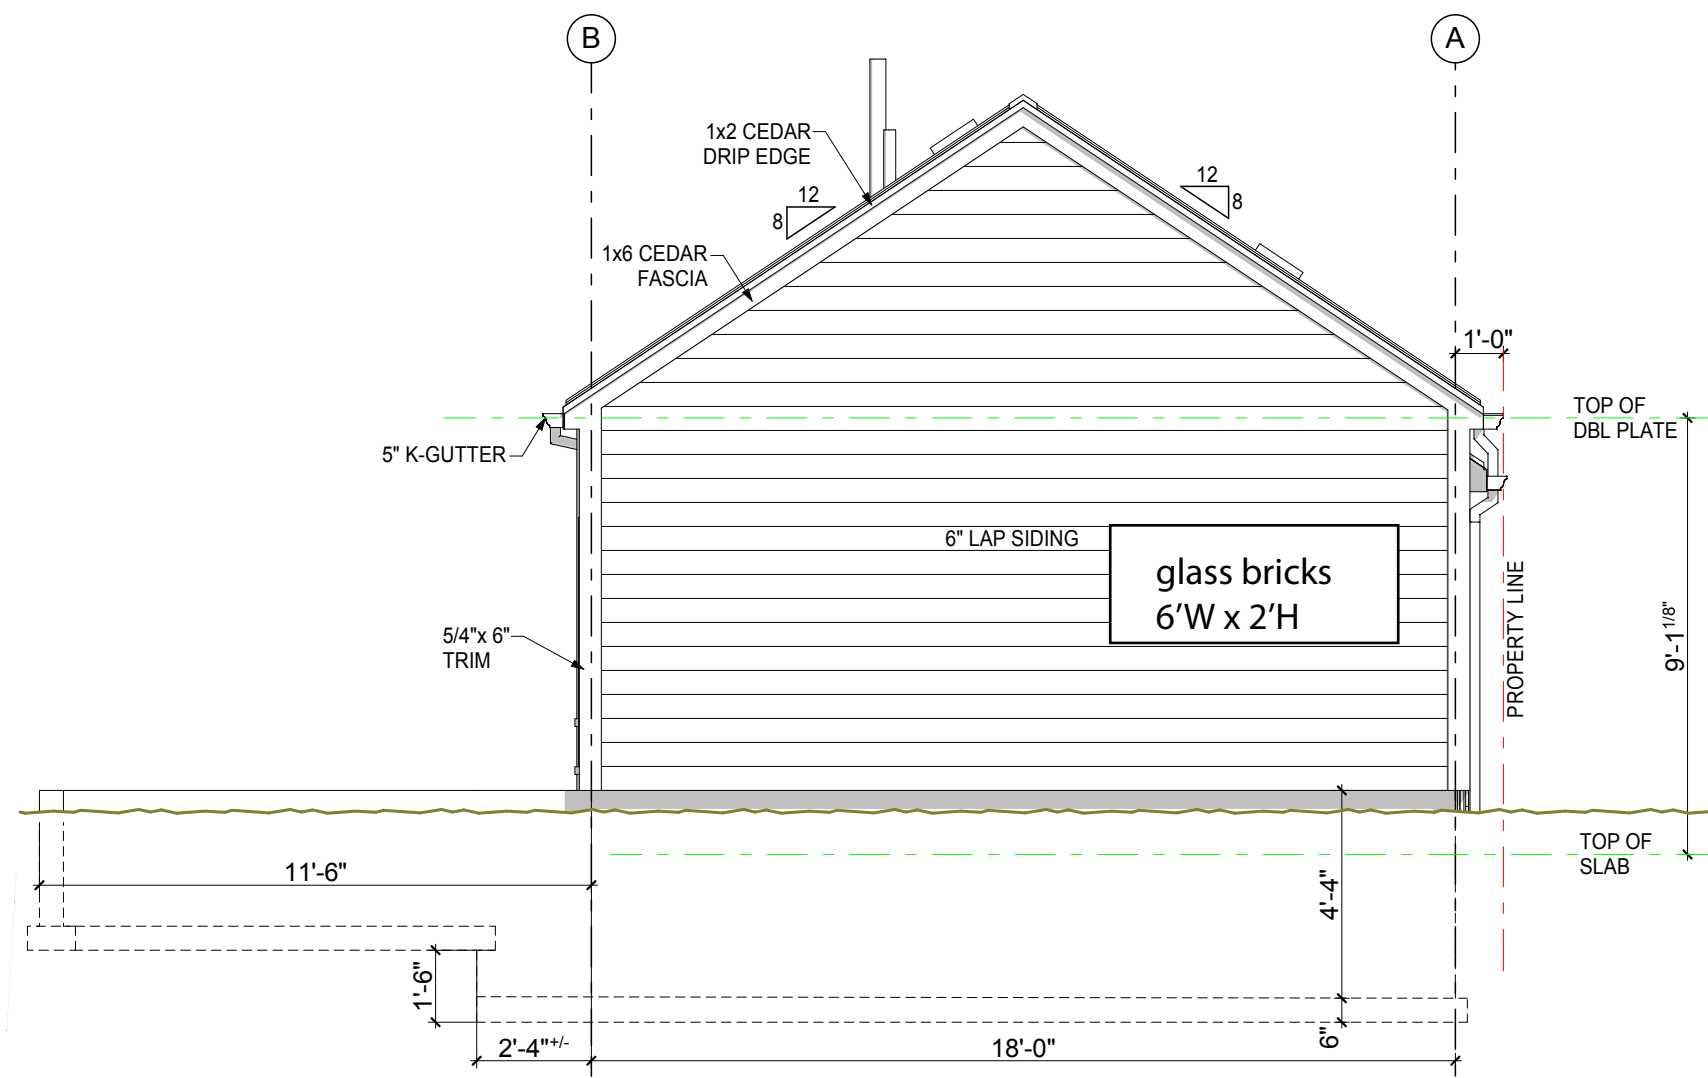 B
A
1x2 CEDAR
DRIP EDGE
12
8
12
8
1x6 CEDAR
FASCIA
1'-0"
TOP OF
DBL PLATE
5" K-GUTTER
6" LAP SIDING
glass bricks
6'W x 2'H
PROPERTY LINE
9'-1 1/8"
5/4"x 6"
TRIM
TOP OF
SLAB
11'-6"
4'-4"
1'-6"
6"
2'-4"+/-
18'-0"